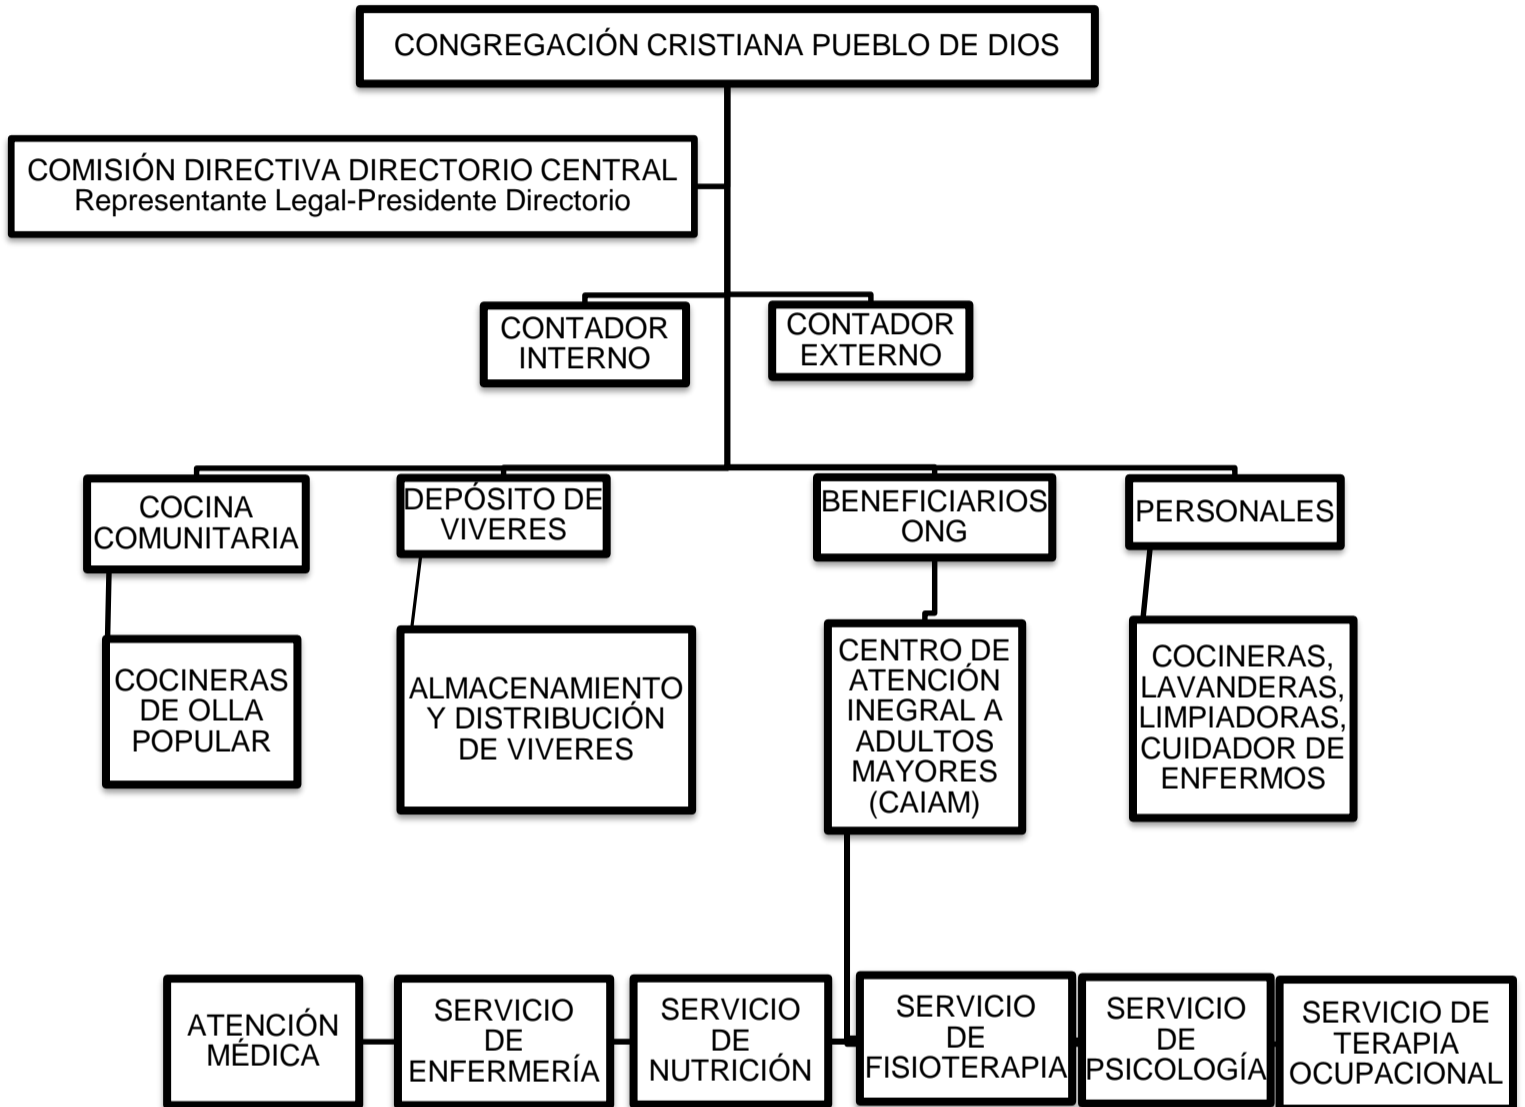 CONGREGACIÓN CRISTIANA PUEBLO DE DIOS
COMISIÓN DIRECTIVA DIRECTORIO CENTRAL
Representante Legal-Presidente Directorio
CONTADOR
INTERNO
CONTADOR
EXTERNO
COCINA
COMUNITARIA
DEPÓSITO DE
VIVERES
BENEFICIARIOS
ONG
PERSONALES
COCINERAS
DE OLLA
POPULAR
ALMACENAMIENTO
Y DISTRIBUCIÓN
DE VIVERES
CENTRO DE
ATENCIÓN
INEGRAL A
ADULTOS
MAYORES
(CAIAM)
COCINERAS,
LAVANDERAS,
LIMPIADORAS,
CUIDADOR DE
ENFERMOS
ATENCIÓN
MÉDICA
SERVICIO
DE
ENFERMERÍA
SERVICIO
DE
NUTRICIÓN
SERVICIO
DE
FISIOTERAPIA
SERVICIO
DE
PSICOLOGÍA
SERVICIO DE
TERAPIA
OCUPACIONAL